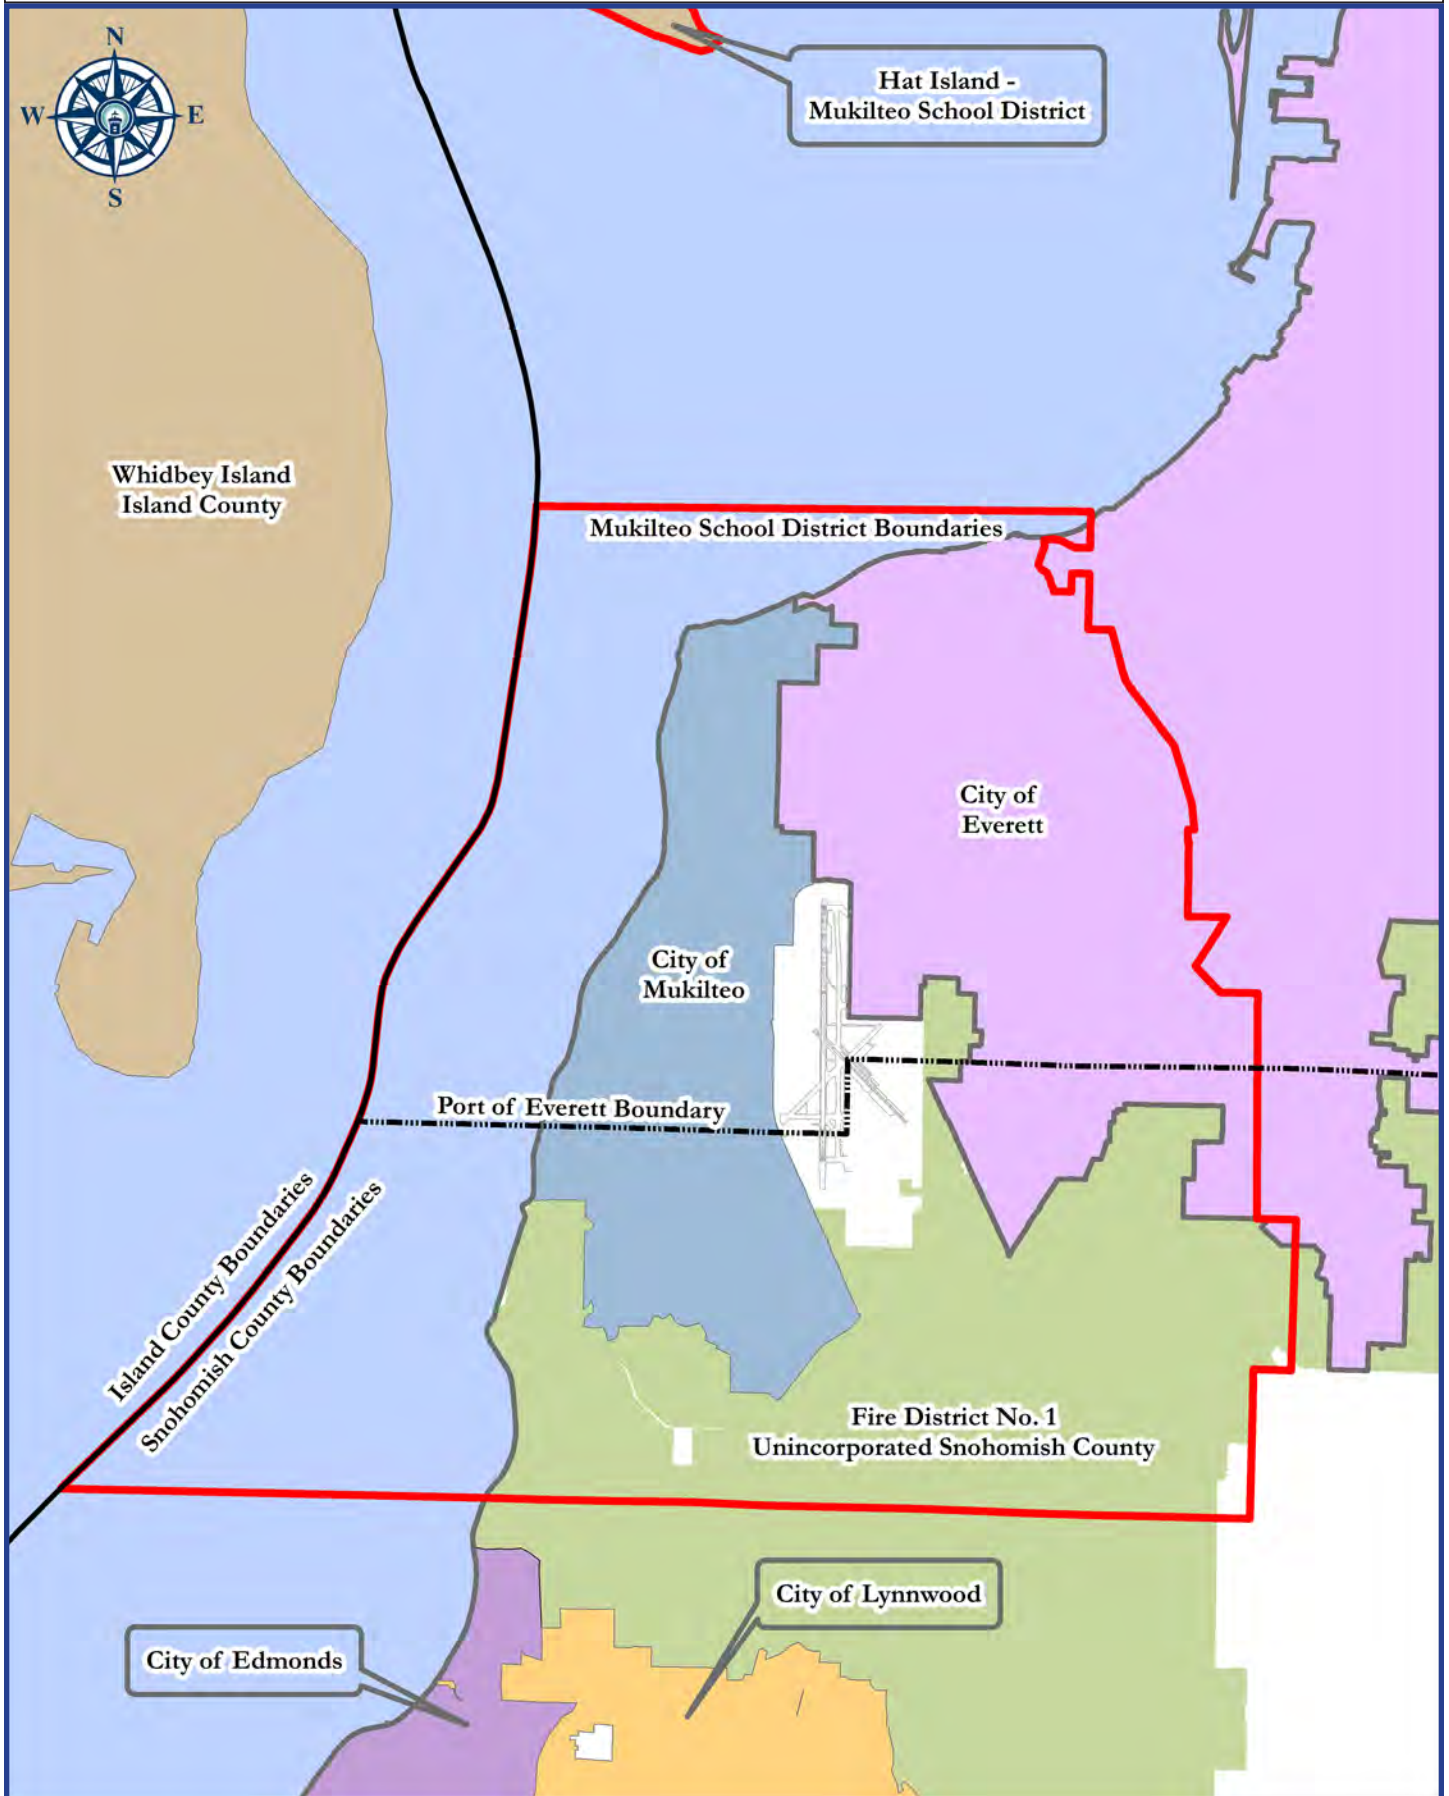 N
W
E
S
Hat Island -
Mukilteo School District
Whidbey Island
Island County
Mukilteo School District Boundaries
City of
Everett
City of
Mukilteo
Port of Everett Boundary
Island County Boundaries
Snohomish County Boundaries
Fire District No. 1
Unincorporated Snohomish County
City of Lynnwood
City of Edmonds